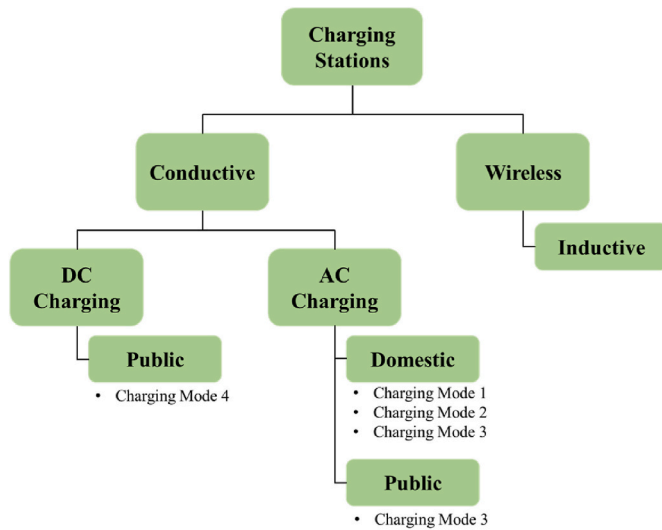 Charging
Stations
Conductive
Wireless
Inductive
DC
Charging
AC
Charging
Public
• Charging Mode 4
Domestic
• Charging Mode 1
• Charging Mode 2
• Charging Mode 3
Public
• Charging Mode 3